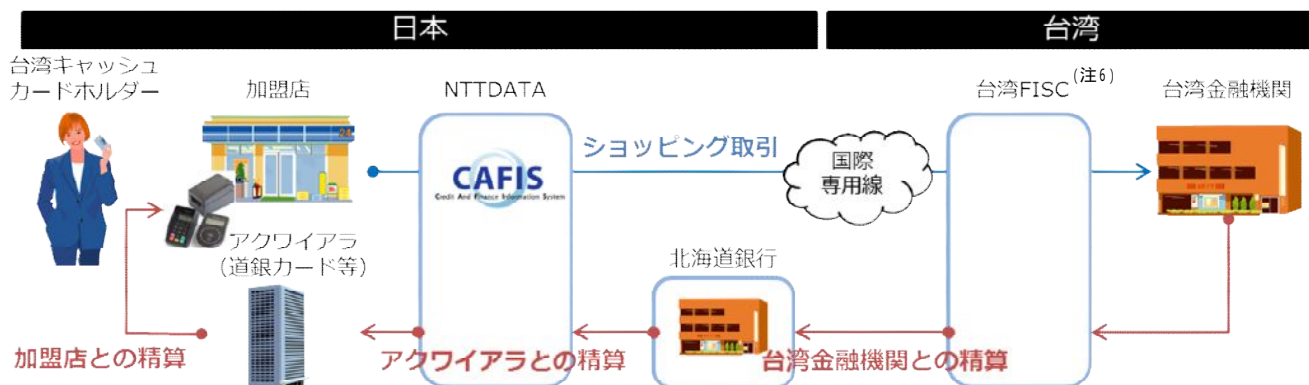 日本
台湾
台湾キャッシュ
カードホルダー
加盟店
NTTDATA
台湾FISC(注6)
台湾金融機関
ショッピング取引
国際
専用線
CAFIS
Credit And Finance Information System
アクワイアラ
(道銀カード等)
北海道銀行
加盟店との精算
アクワイアラとの精算
台湾金融機関との精算